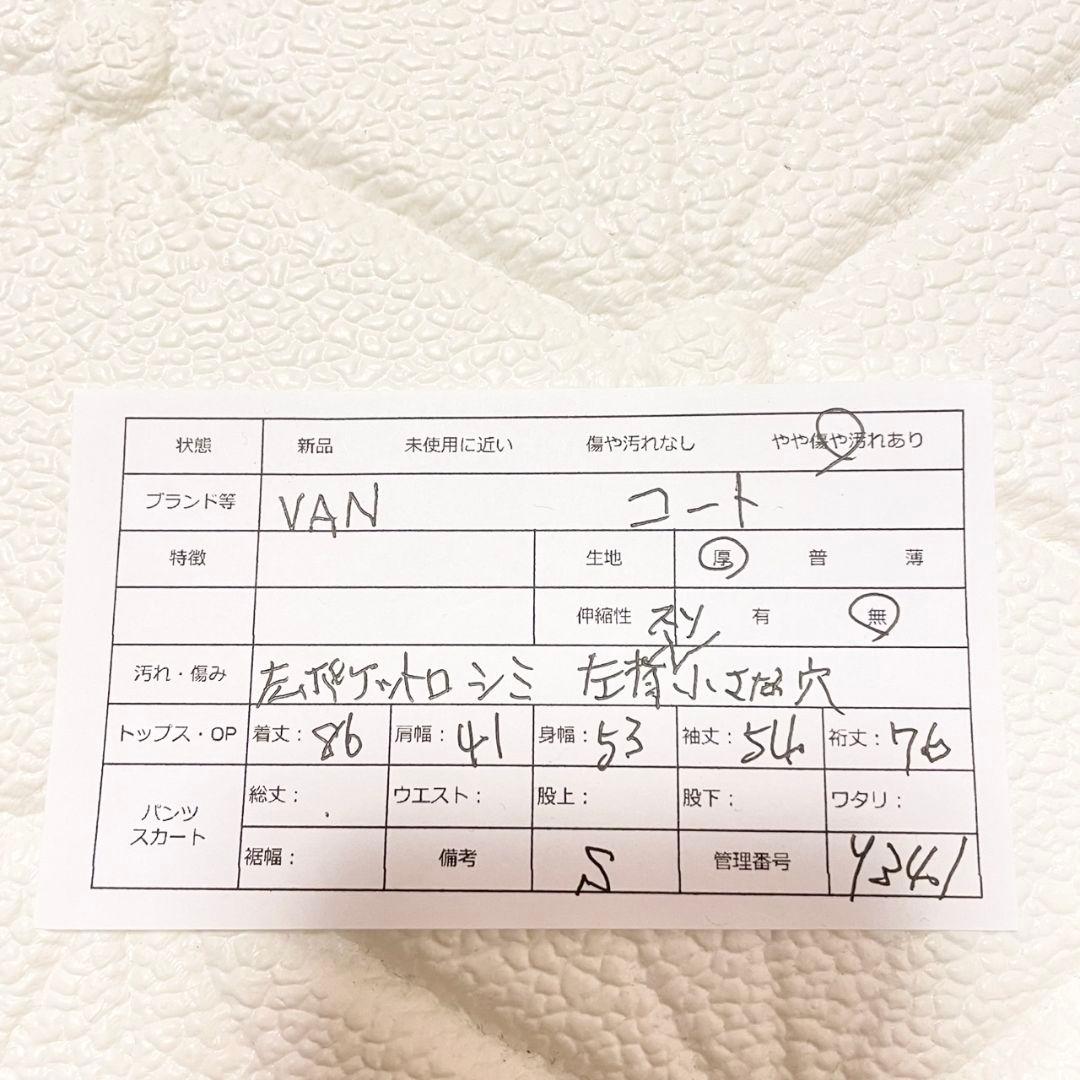 状態 新品 未使用に近い 傷や汚れなし やや傷や汚れあり
ブランド等 VAN コート
特徴 生地 厚 普 薄
伸縮性 有 無
汚れ・傷み 左ポケット口 シミ 左 小さな穴
トップス・OP 着丈：86 肩幅：41 身幅：53 袖丈：54 裄丈：76
パンツ スカート 総丈： ウエスト： 股上： 股下： ワタリ：
裾幅： 備考 S 管理番号 Y341